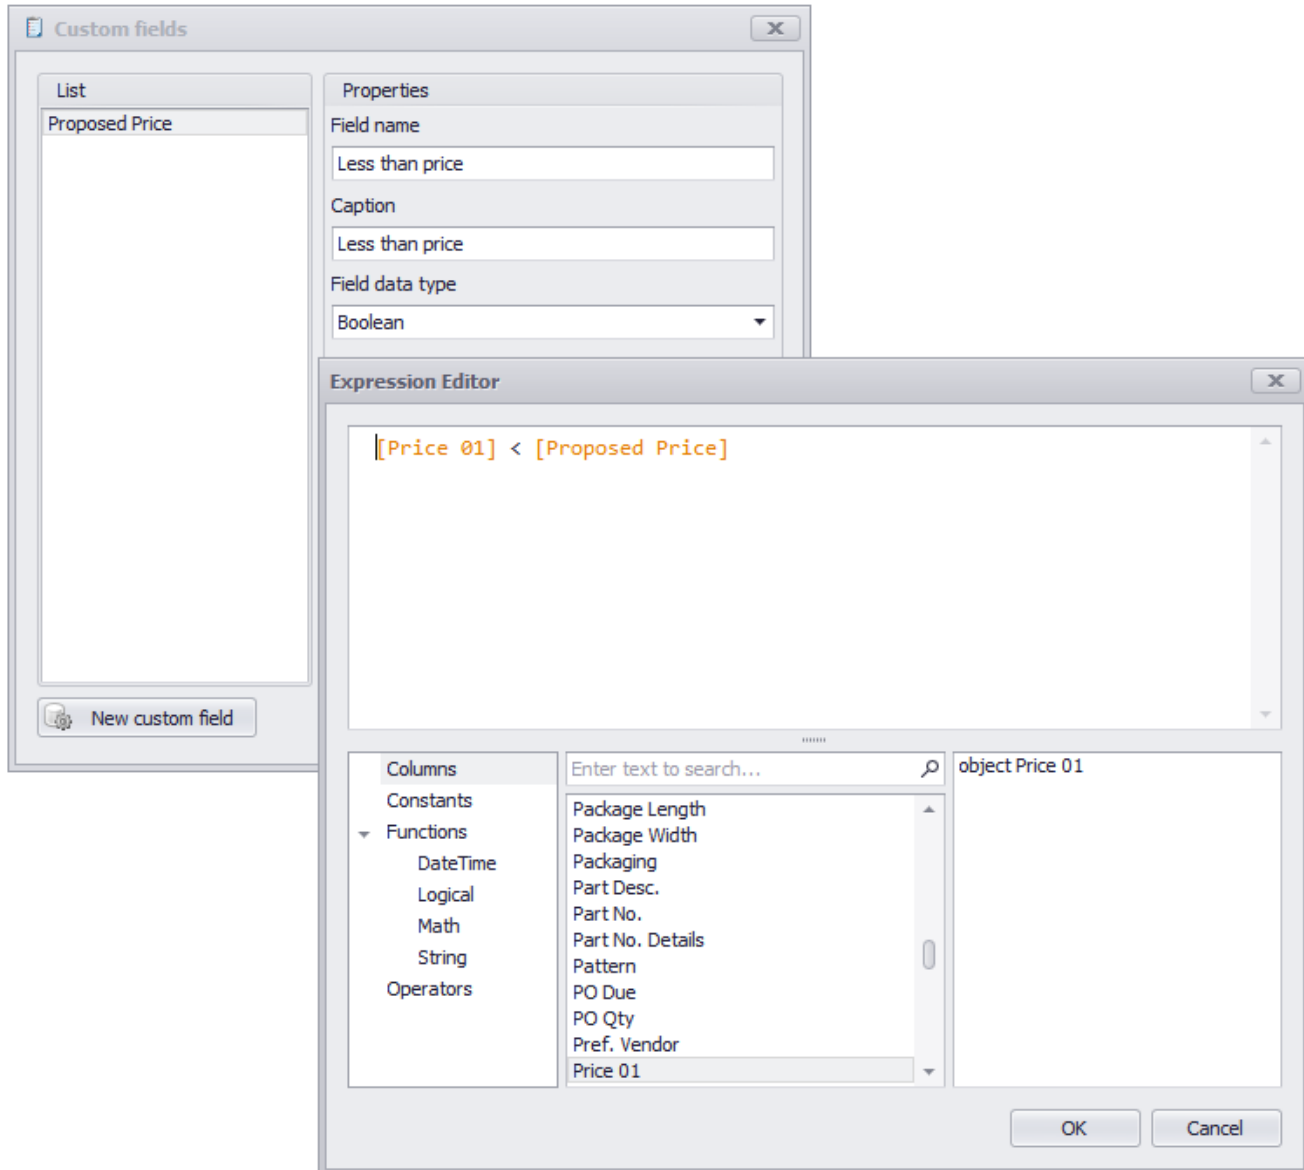 Custom fields
List
Proposed Price
New custom field
Properties
Field name
Less than price
Caption
Less than price
Field data type
Boolean
Expression Editor
[Price 01] < [Proposed Price]
Columns
Constants
Functions
DateTime
Logical
Math
String
Operators
Enter text to search...
Package Length
Package Width
Packaging
Part Desc.
Part No.
Part No. Details
Pattern
PO Due
PO Qty
Pref. Vendor
Price 01
object Price 01
OK
Cancel